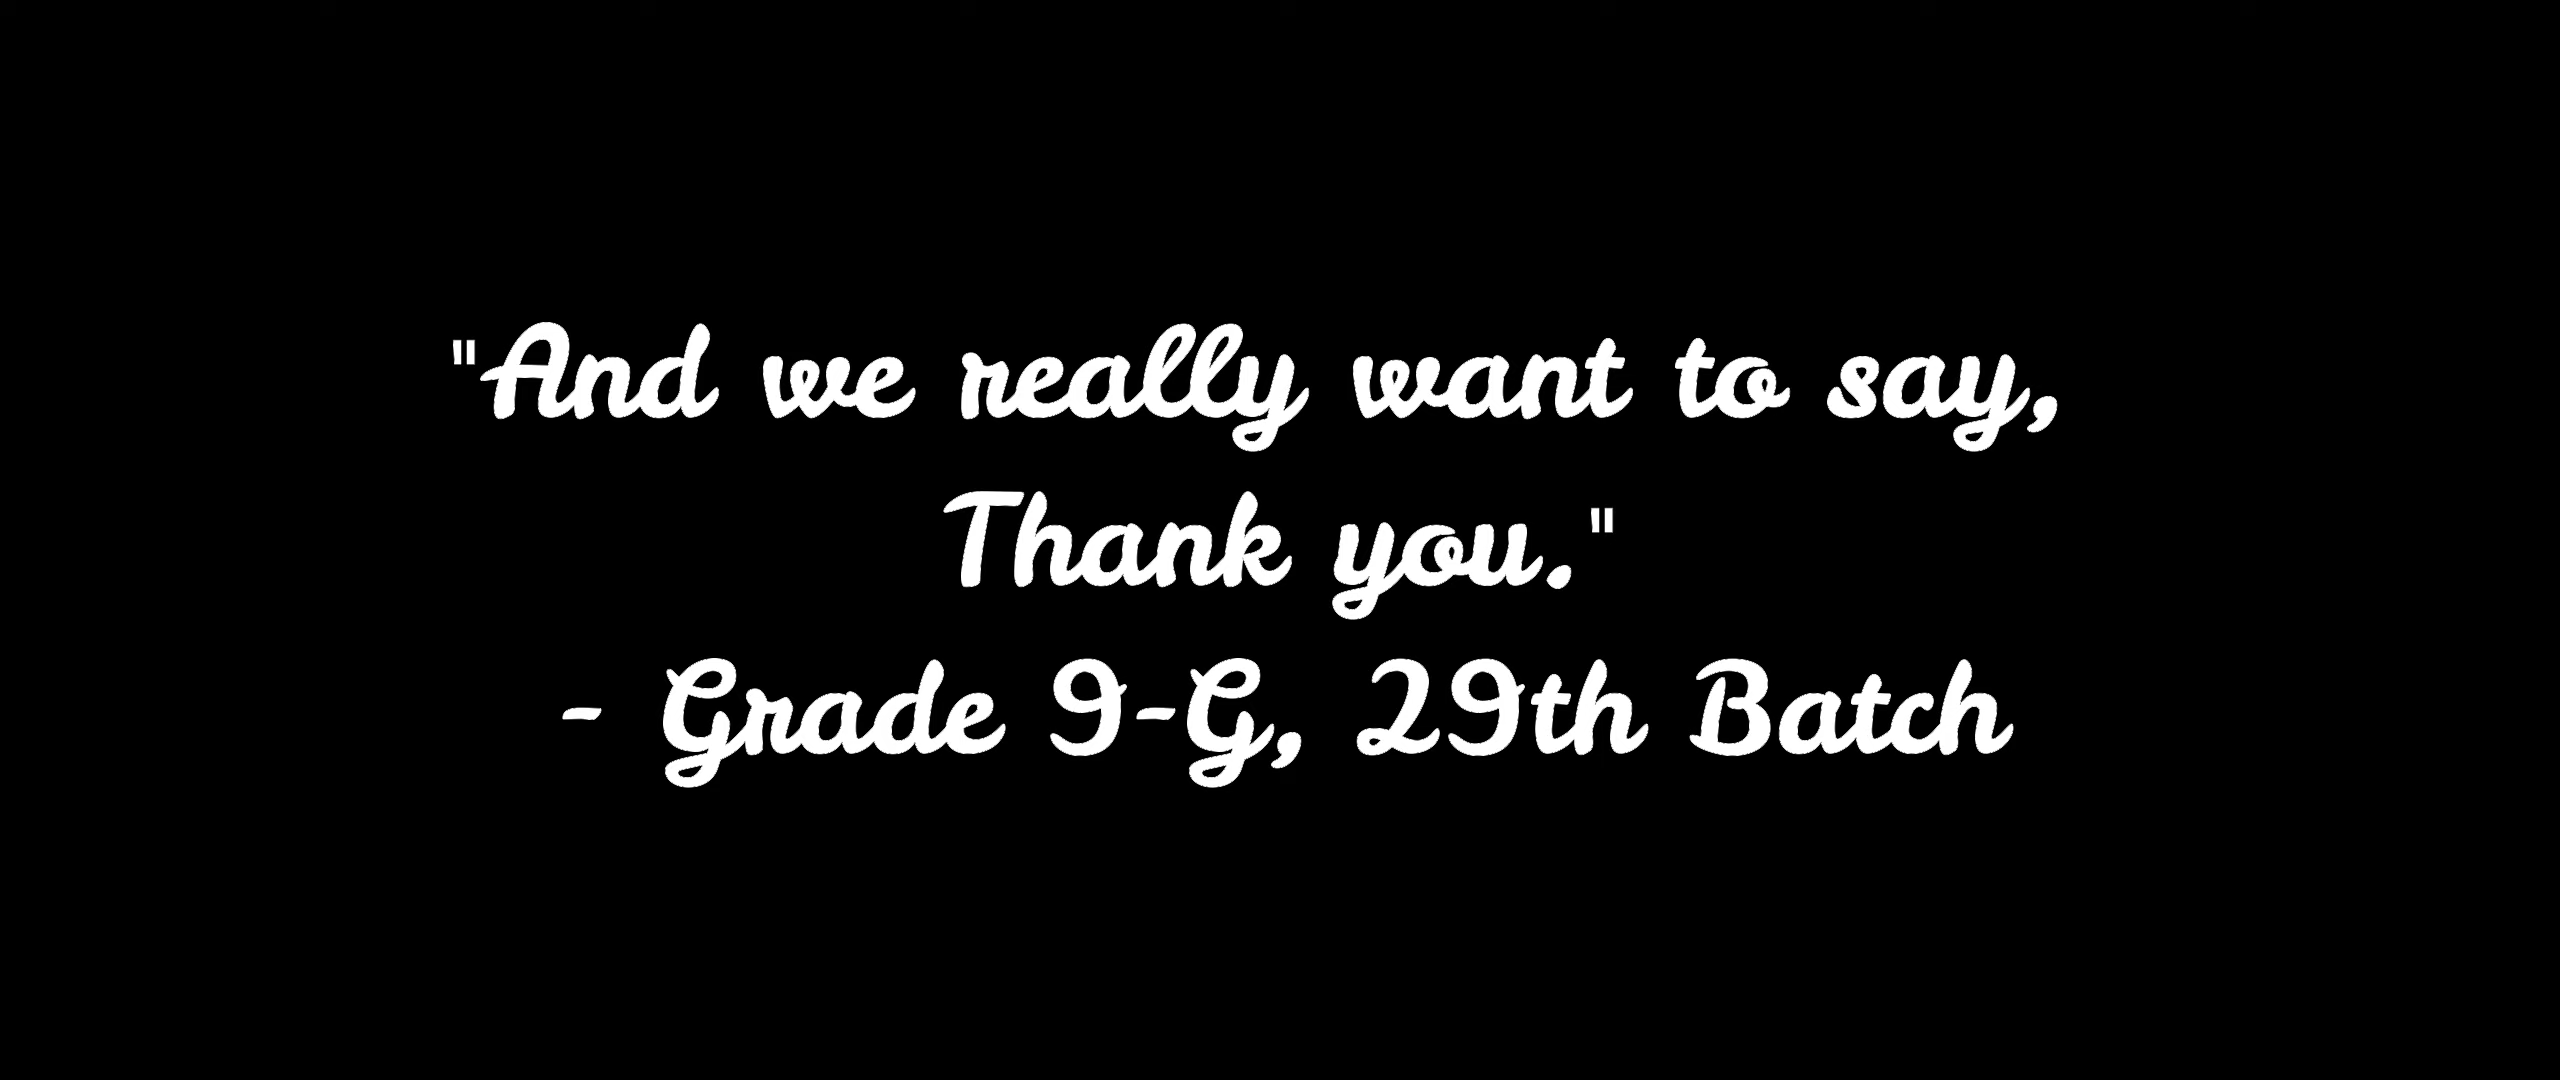 "And we really want to say,
Thank you."
- Grade 9-G, 29th Batch